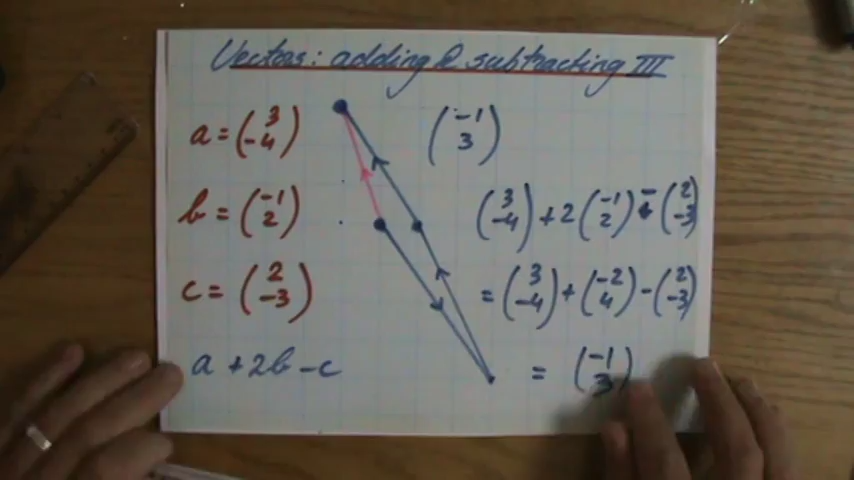 Vectors: adding & subtracting III
a = (3 -4)
(-1 3)
b = (-1 2)
(3 -4) + 2 (-1 2) - (2 -3)
c = (2 -3)
= (3 -4) + (-2 4) - (2 -3)
a + 2b - c
= (-1 3)